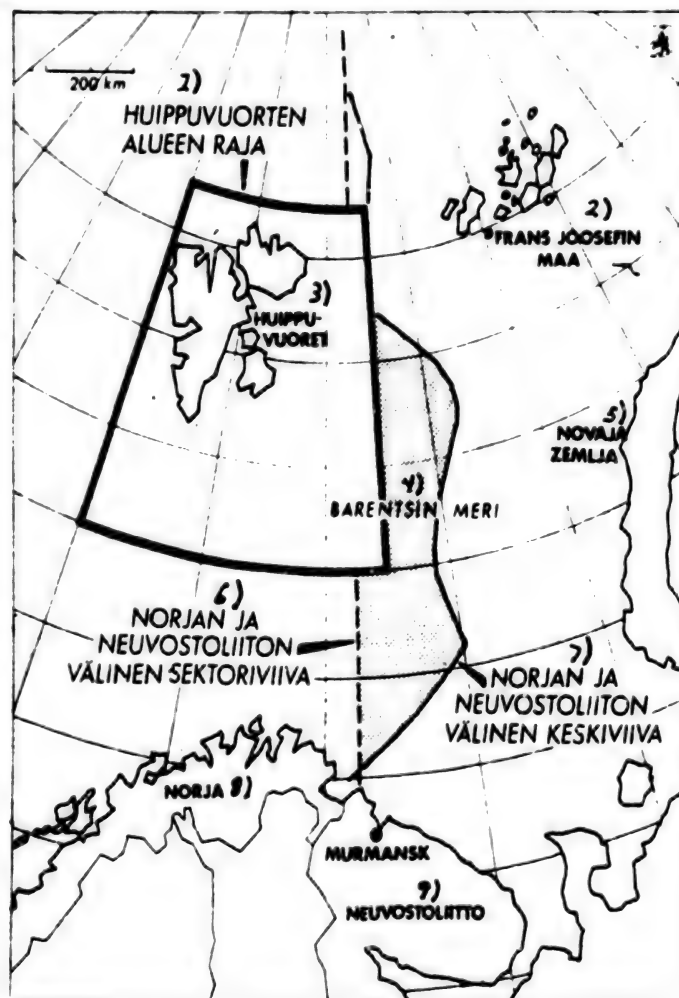 200 km
1)
HUIPPUVUORTEN
ALUEEN RAJA
2)
FRANS JOOSEFIN
MAA
3)
HUIPPU-
VUORET
4)
BARENTSIN MERI
5)
NOVAJA
ZEMLJA
6)
NORJAN JA
NEUVOSTOLIITON
VÄLINEN SEKTORIVIIVA
7)
NORJAN JA
NEUVOSTOLIITON
VÄLINEN KESKIVIIVA
NORJA 8)
MURMANSK
9)
NEUVOSTOLIITTO